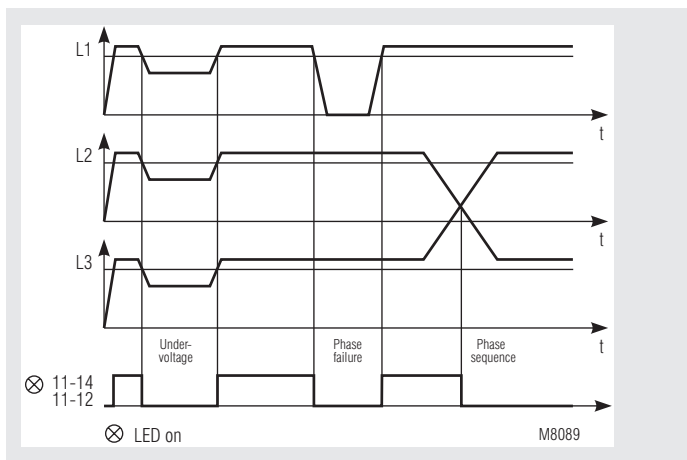 L1
t
L2
t
L3
t
Under-
voltage
Phase
failure
Phase
sequence
11-14
11-12
LED on
M8089